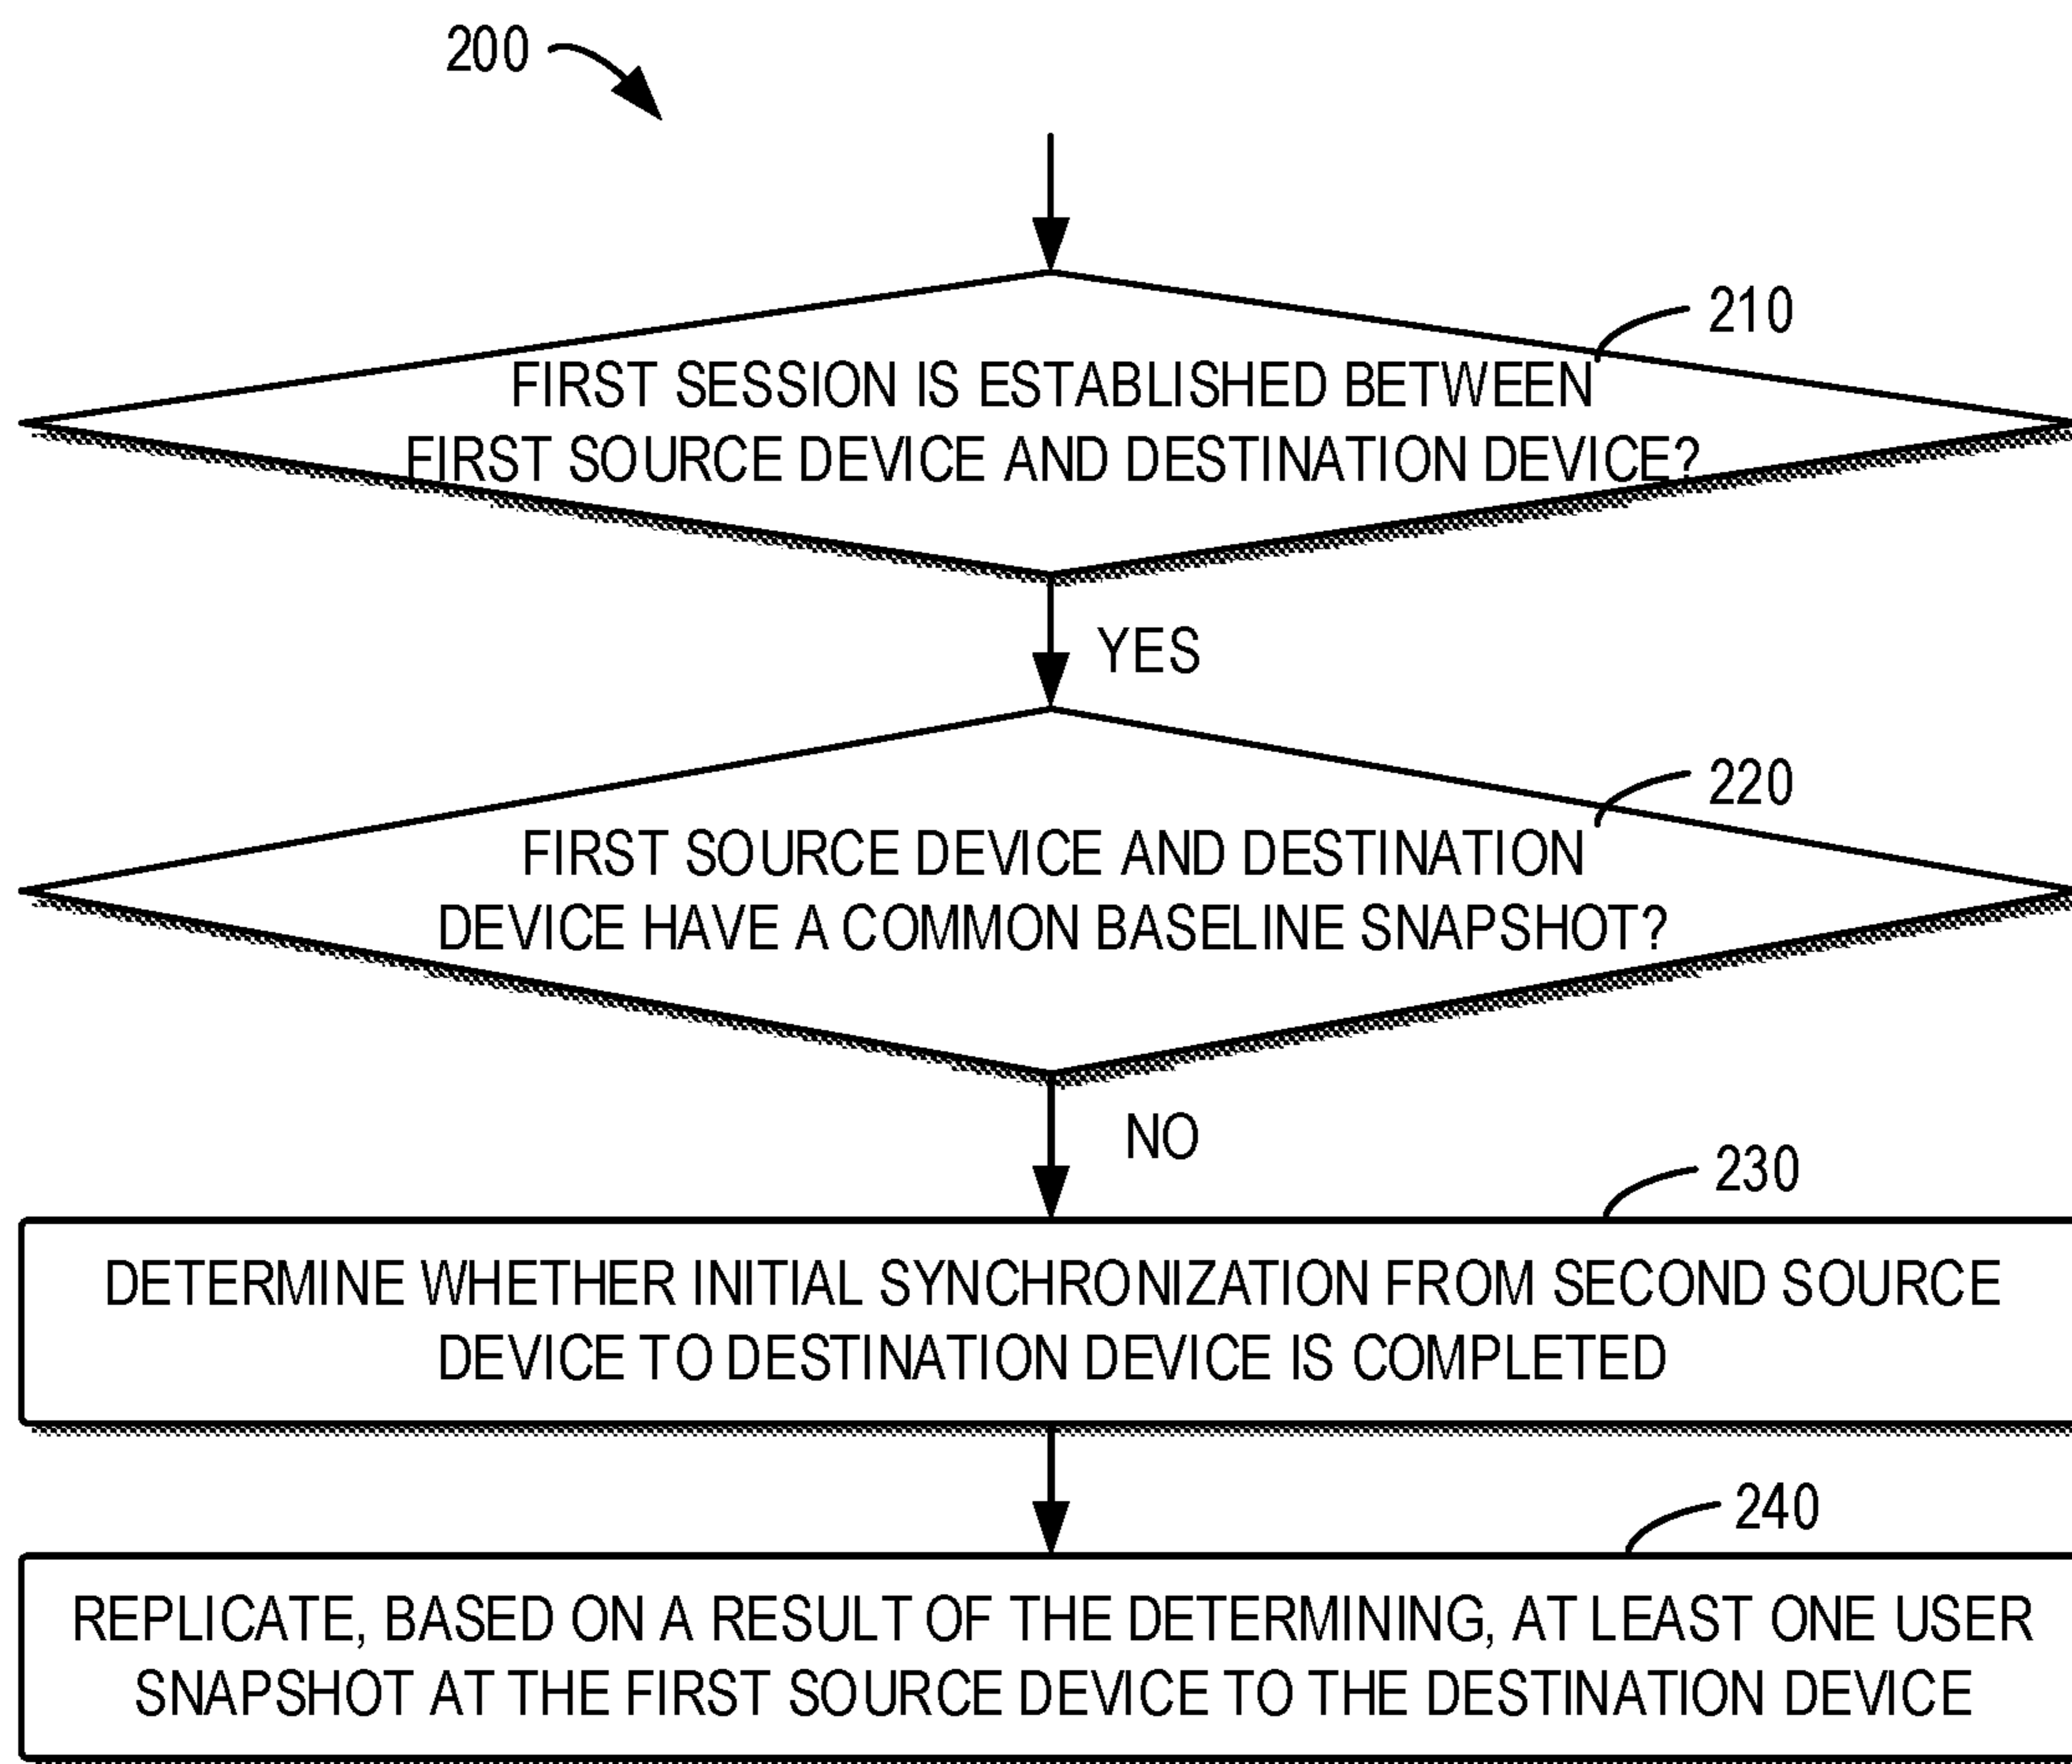 200
210
FIRST SESSION IS ESTABLISHED BETWEEN
FIRST SOURCE DEVICE AND DESTINATION DEVICE?
YES
220
FIRST SOURCE DEVICE AND DESTINATION
DEVICE HAVE A COMMON BASELINE SNAPSHOT?
NO
230
DETERMINE WHETHER INITIAL SYNCHRONIZATION FROM SECOND SOURCE
DEVICE TO DESTINATION DEVICE IS COMPLETED
240
REPLICATE, BASED ON A RESULT OF THE DETERMINING, AT LEAST ONE USER
SNAPSHOT AT THE FIRST SOURCE DEVICE TO THE DESTINATION DEVICE